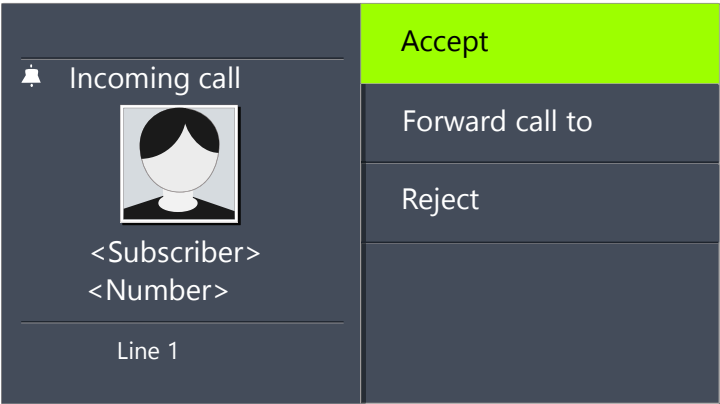 Incoming call
<Subscriber>
<Number>
Line 1
Accept
Forward call to
Reject